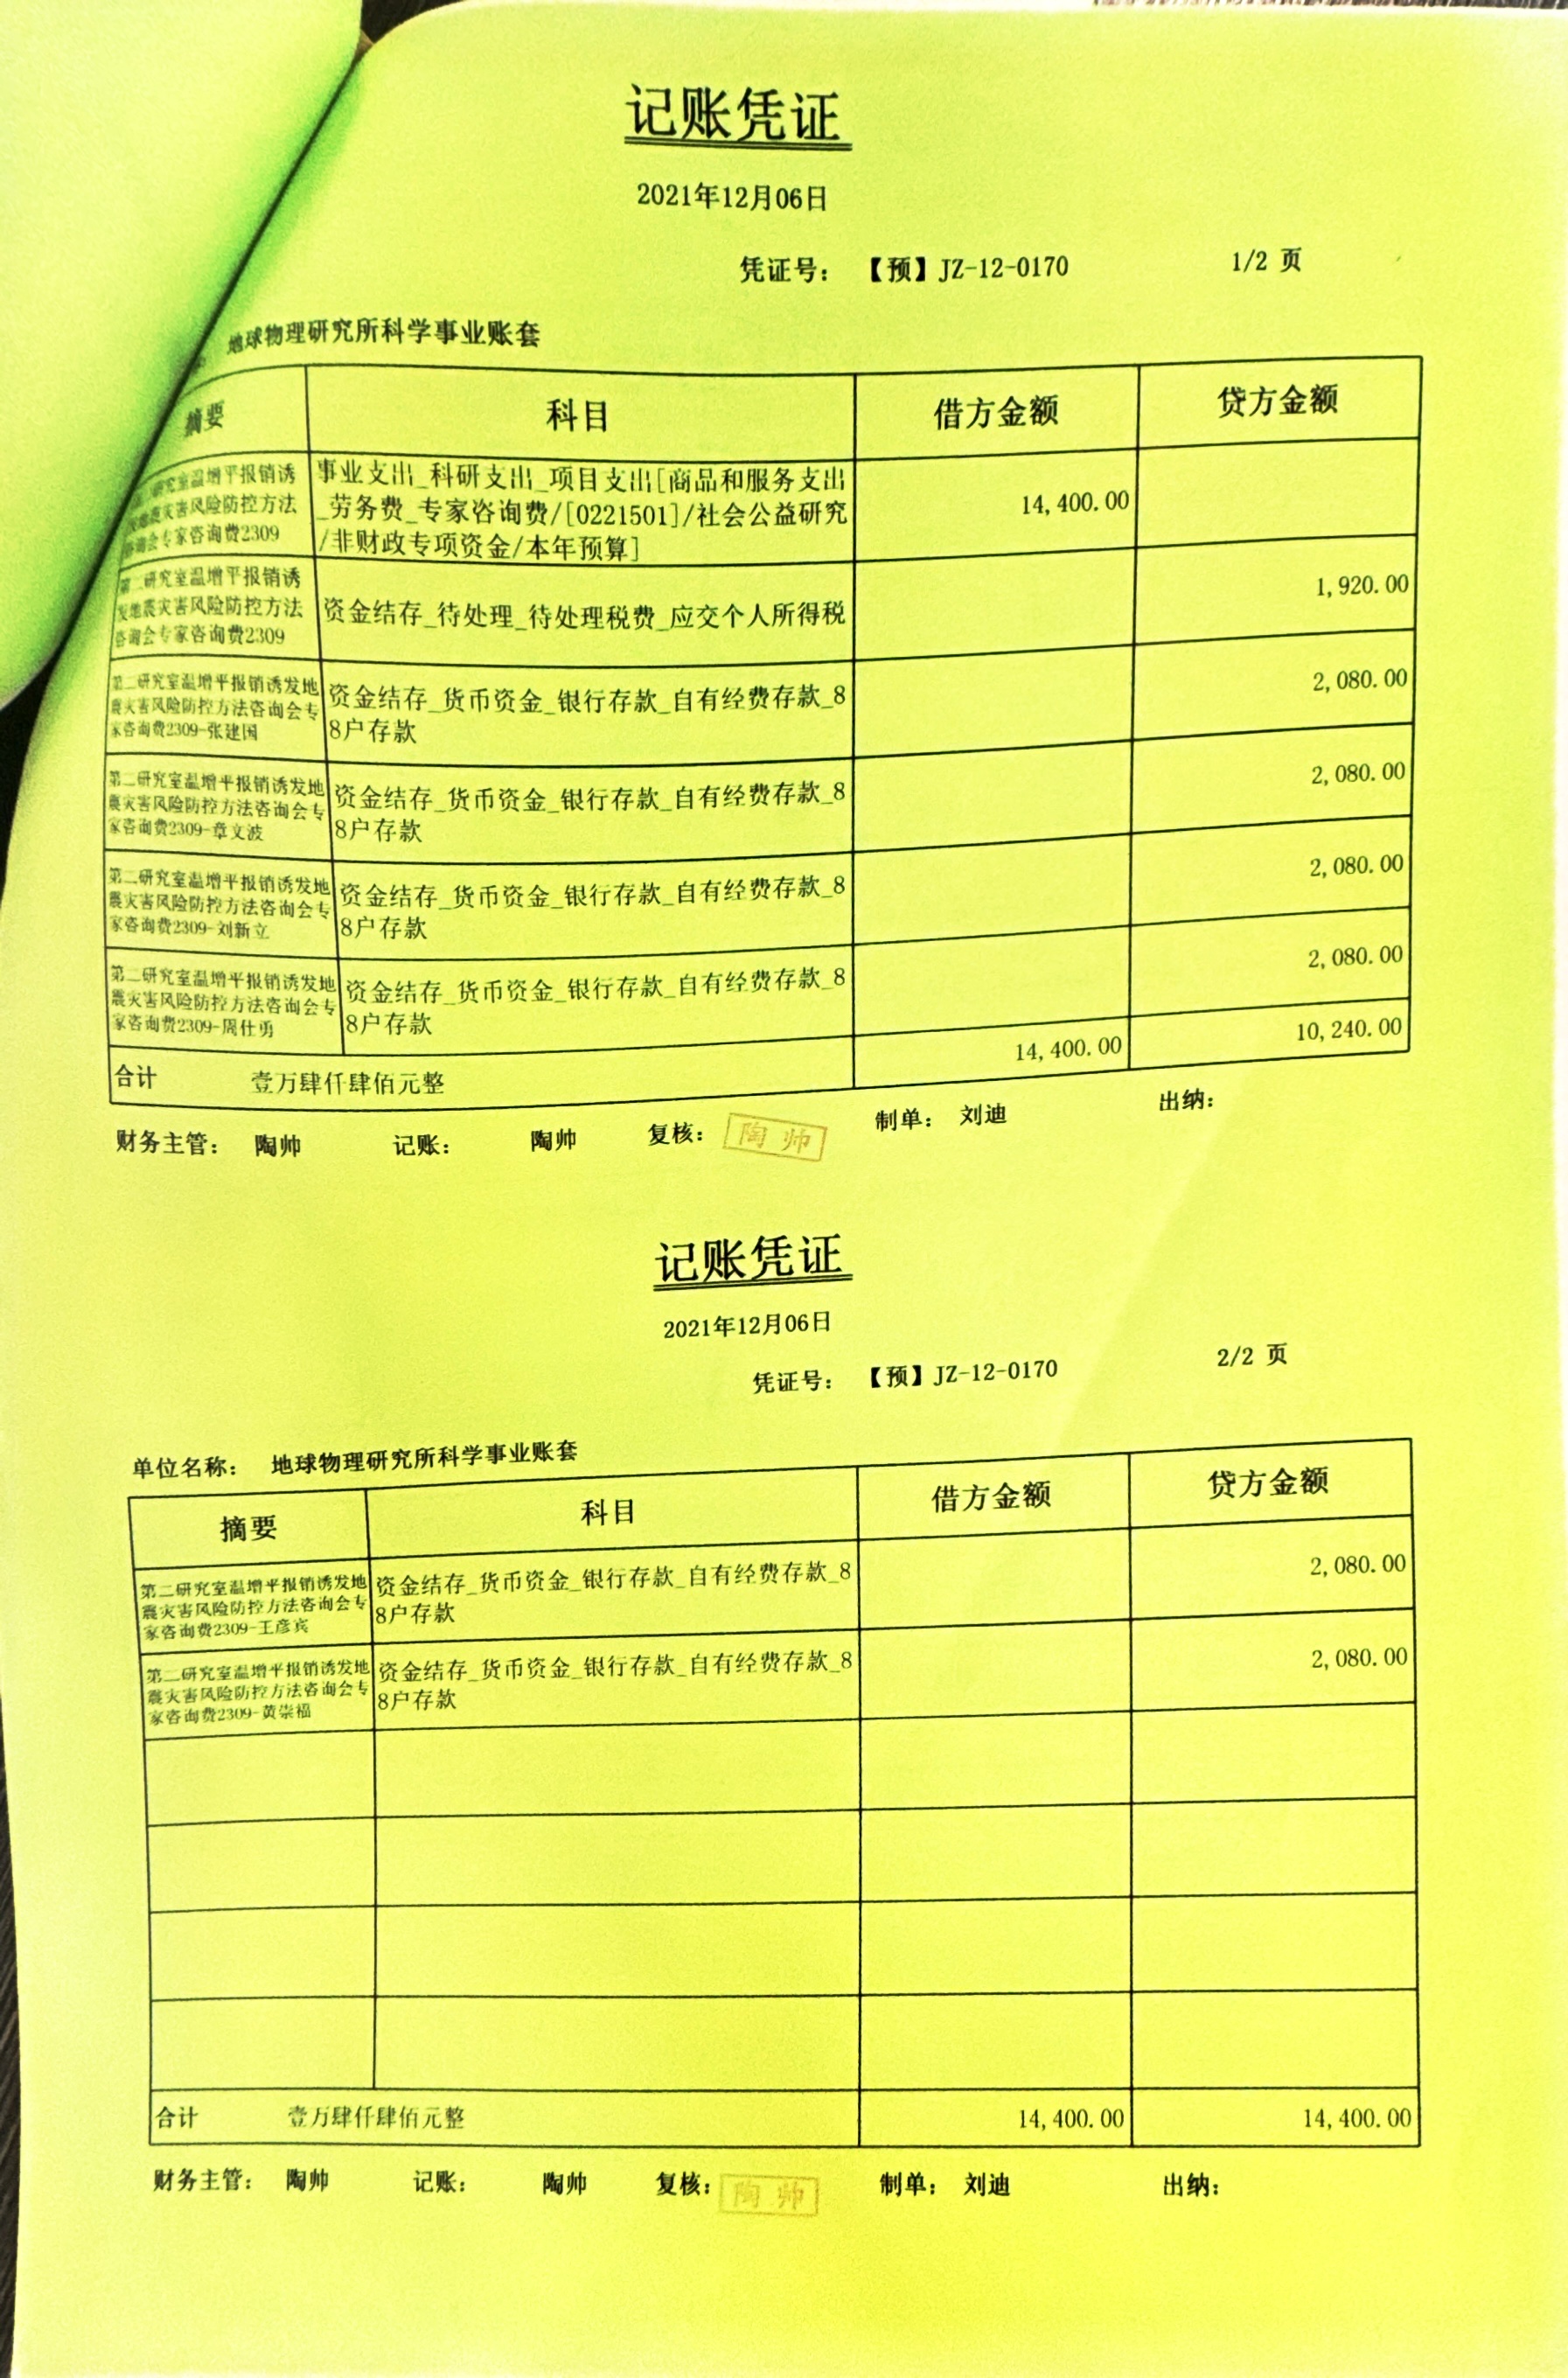 记账凭证
2021年12月06日
凭证号： 【预】JZ-12-0170 1/2 页
地球物理研究所科学事业账套
摘要 科目 借方金额 贷方金额
研究室温增平报销诱
地震灾害风险防控方法
咨询会专家咨询费2309
事业支出_科研支出_项目支出[商品和服务支出
_劳务费_专家咨询费/[0221501]/社会公益研究
/非财政专项资金/本年预算]
14,400.00
第二研究室温增平报销诱
发地震灾害风险防控方法
咨询会专家咨询费2309
资金结存_待处理_待处理税费_应交个人所得税
1,920.00
第二研究室温增平报销诱发地
震灾害风险防控方法咨询会专
家咨询费2309-张建国
资金结存_货币资金_银行存款_自有经费存款_8
8户存款
2,080.00
第二研究室温增平报销诱发地
震灾害风险防控方法咨询会专
家咨询费2309-章文波
资金结存_货币资金_银行存款_自有经费存款_8
8户存款
2,080.00
第二研究室温增平报销诱发地
震灾害风险防控方法咨询会专
家咨询费2309-刘新立
资金结存_货币资金_银行存款_自有经费存款_8
8户存款
2,080.00
第二研究室温增平报销诱发地
震灾害风险防控方法咨询会专
家咨询费2309-周仕勇
资金结存_货币资金_银行存款_自有经费存款_8
8户存款
2,080.00
合计 壹万肆仟肆佰元整 14,400.00 10,240.00
财务主管： 陶帅 记账： 陶帅 复核： 陶帅 制单： 刘迪 出纳：
记账凭证
2021年12月06日
凭证号： 【预】JZ-12-0170 2/2 页
单位名称： 地球物理研究所科学事业账套
摘要 科目 借方金额 贷方金额
第二研究室温增平报销诱发地
震灾害风险防控方法咨询会专
家咨询费2309-王彦宾
资金结存_货币资金_银行存款_自有经费存款_8
8户存款
2,080.00
第二研究室温增平报销诱发地
震灾害风险防控方法咨询会专
家咨询费2309-黄崇福
资金结存_货币资金_银行存款_自有经费存款_8
8户存款
2,080.00
合计 壹万肆仟肆佰元整 14,400.00 14,400.00
财务主管： 陶帅 记账： 陶帅 复核： 陶帅 制单： 刘迪 出纳：